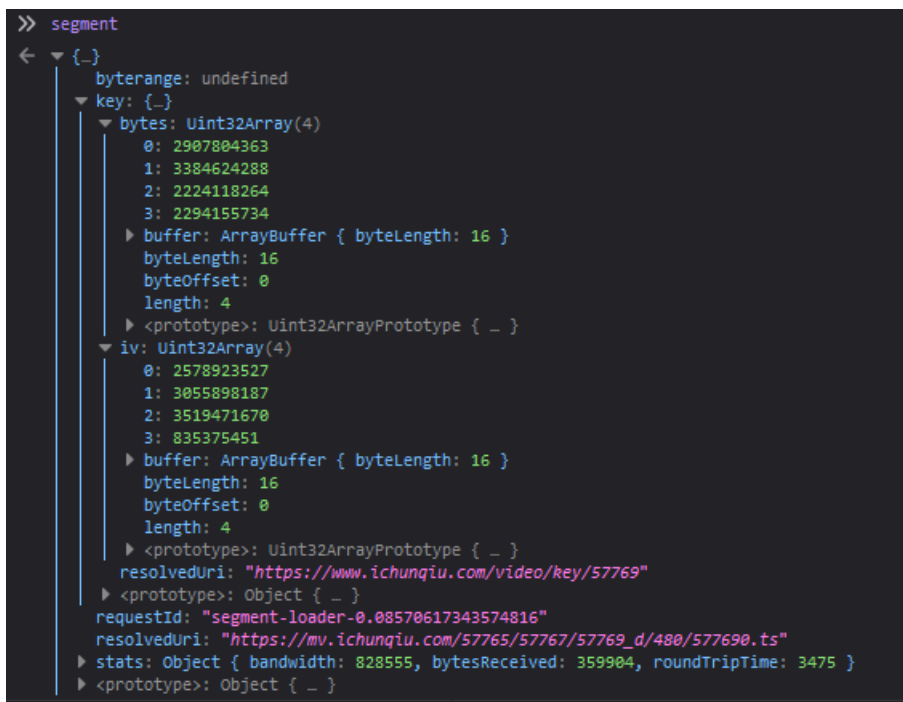 >> segment
← ▼ {…}
byterange: undefined
▼ key: {…}
▼ bytes: Uint32Array(4)
0: 2907804363
1: 3384624288
2: 2224118264
3: 2294155734
▶ buffer: ArrayBuffer { byteLength: 16 }
byteLength: 16
byteOffset: 0
length: 4
▶ <prototype>: Uint32ArrayPrototype { … }
▼ iv: Uint32Array(4)
0: 2578923527
1: 3055898187
2: 3519471670
3: 835375451
▶ buffer: ArrayBuffer { byteLength: 16 }
byteLength: 16
byteOffset: 0
length: 4
▶ <prototype>: Uint32ArrayPrototype { … }
resolvedUri: "https://www.ichunqiu.com/video/key/57769"
▶ <prototype>: Object { … }
requestId: "segment-loader-0.08570617343574816"
resolvedUri: "https://mv.ichunqiu.com/57765/57767/57769_d/480/577690.ts"
▶ stats: Object { bandwidth: 828555, bytesReceived: 359904, roundTripTime: 3475 }
▶ <prototype>: Object { … }